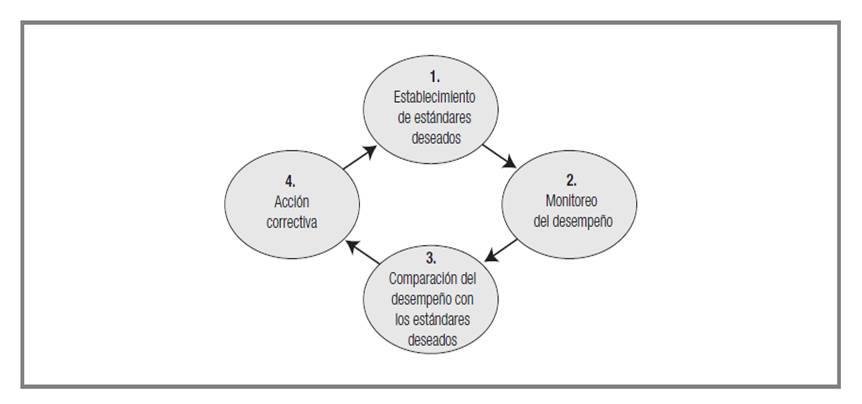 1.
Establecimiento
de estándares
deseados
2.
Monitoreo
del desempeño
3.
Comparación del
desempeño con
los estándares
deseados
4.
Acción
correctiva